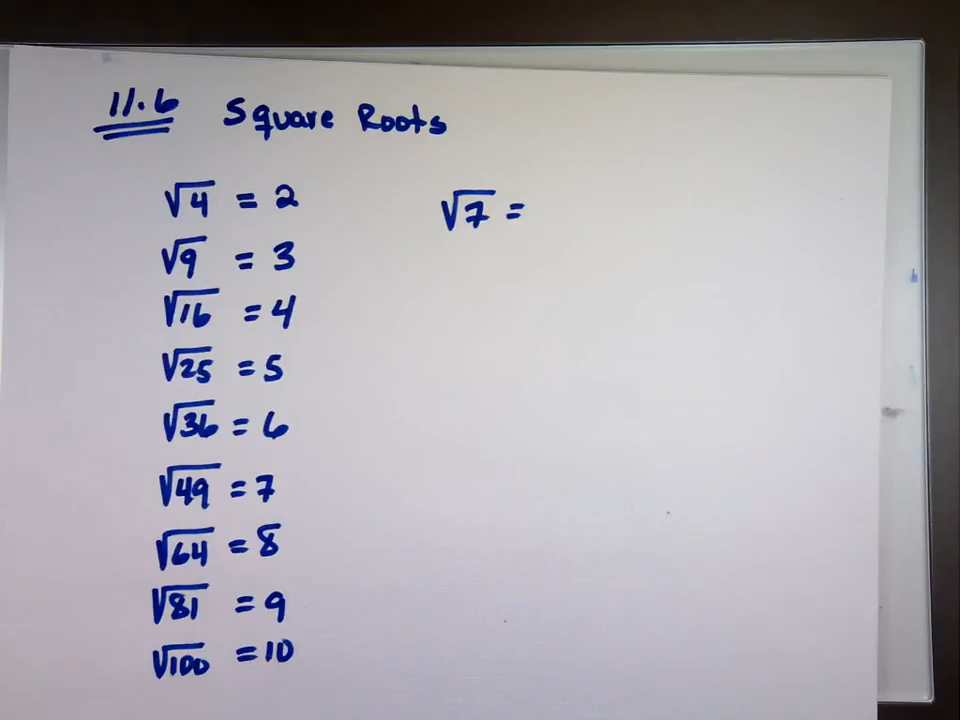 11.6 Square Roots
√4 = 2
√9 = 3
√16 = 4
√25 = 5
√36 = 6
√49 = 7
√64 = 8
√81 = 9
√100 = 10
√7 =